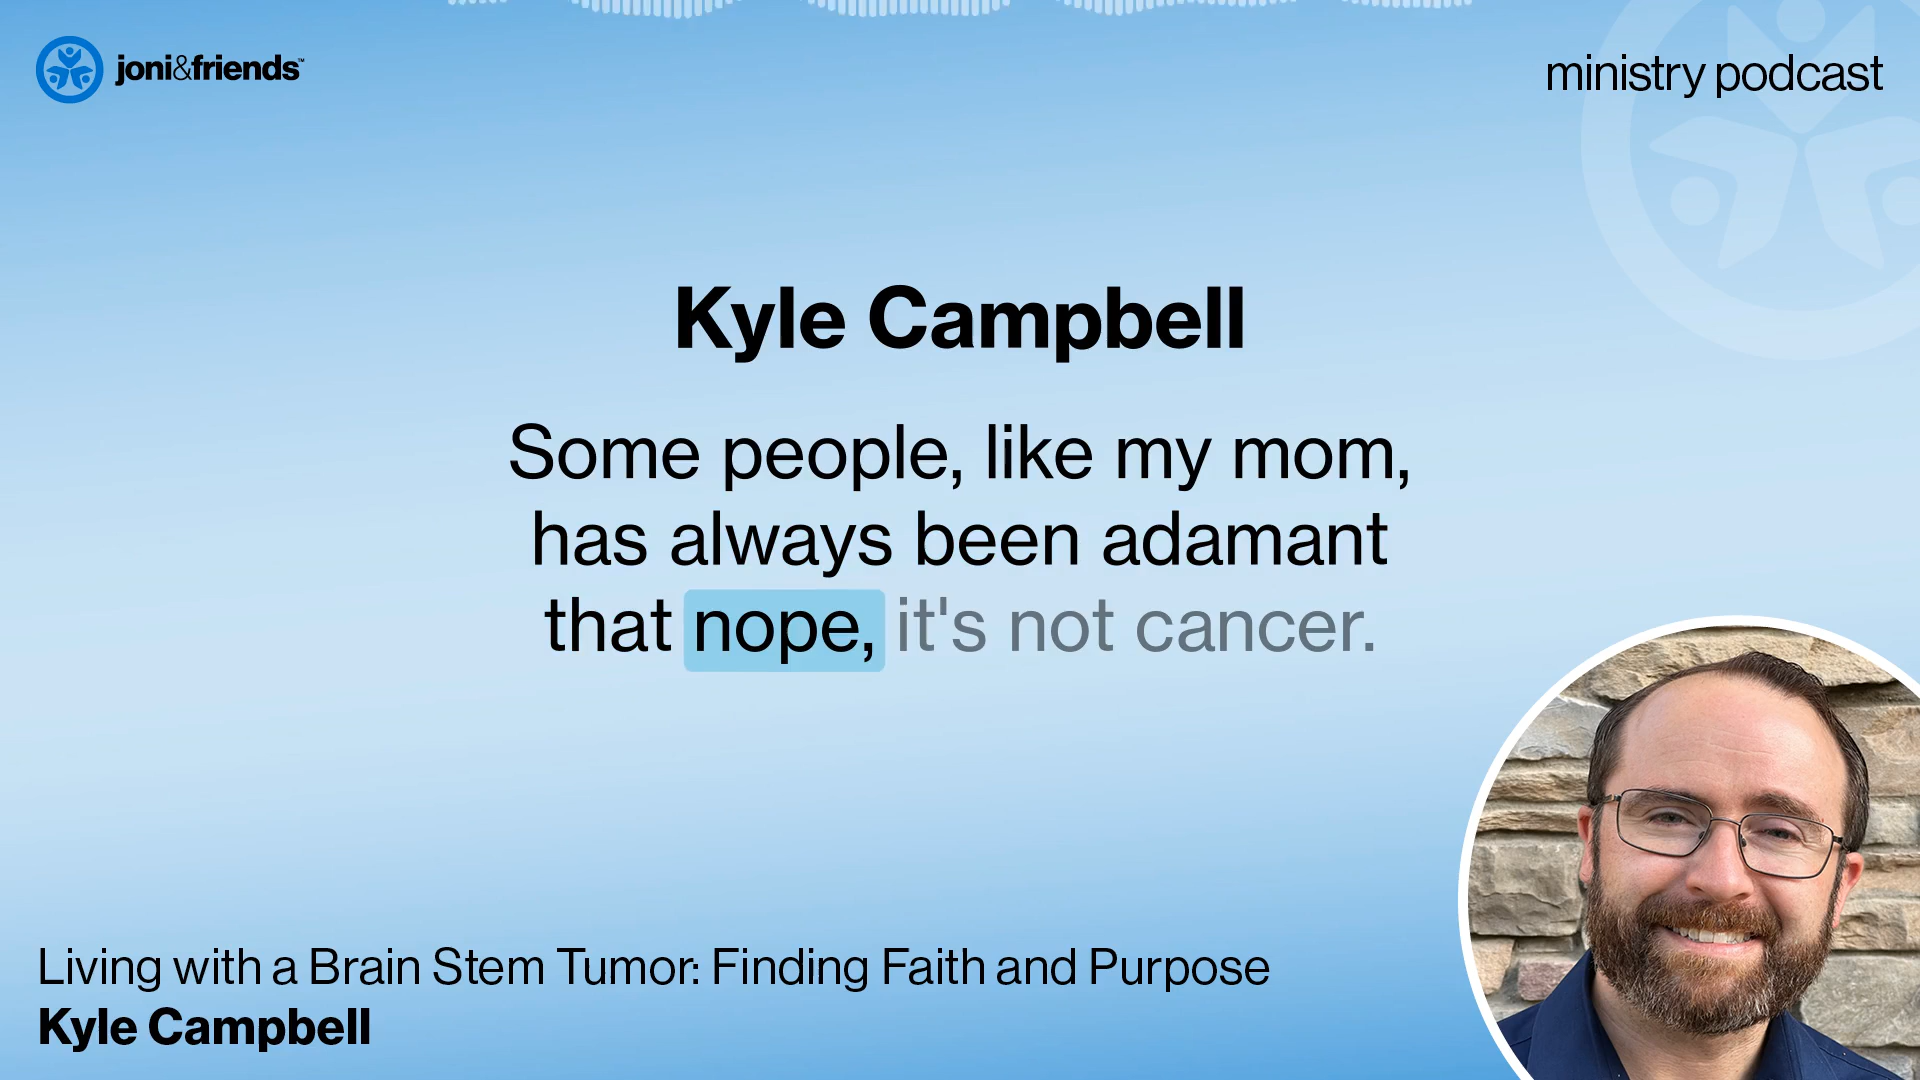 joni&friends™
ministry podcast
Kyle Campbell
Some people, like my mom,
has always been adamant
that nope, it's not cancer.
Living with a Brain Stem Tumor: Finding Faith and Purpose
Kyle Campbell